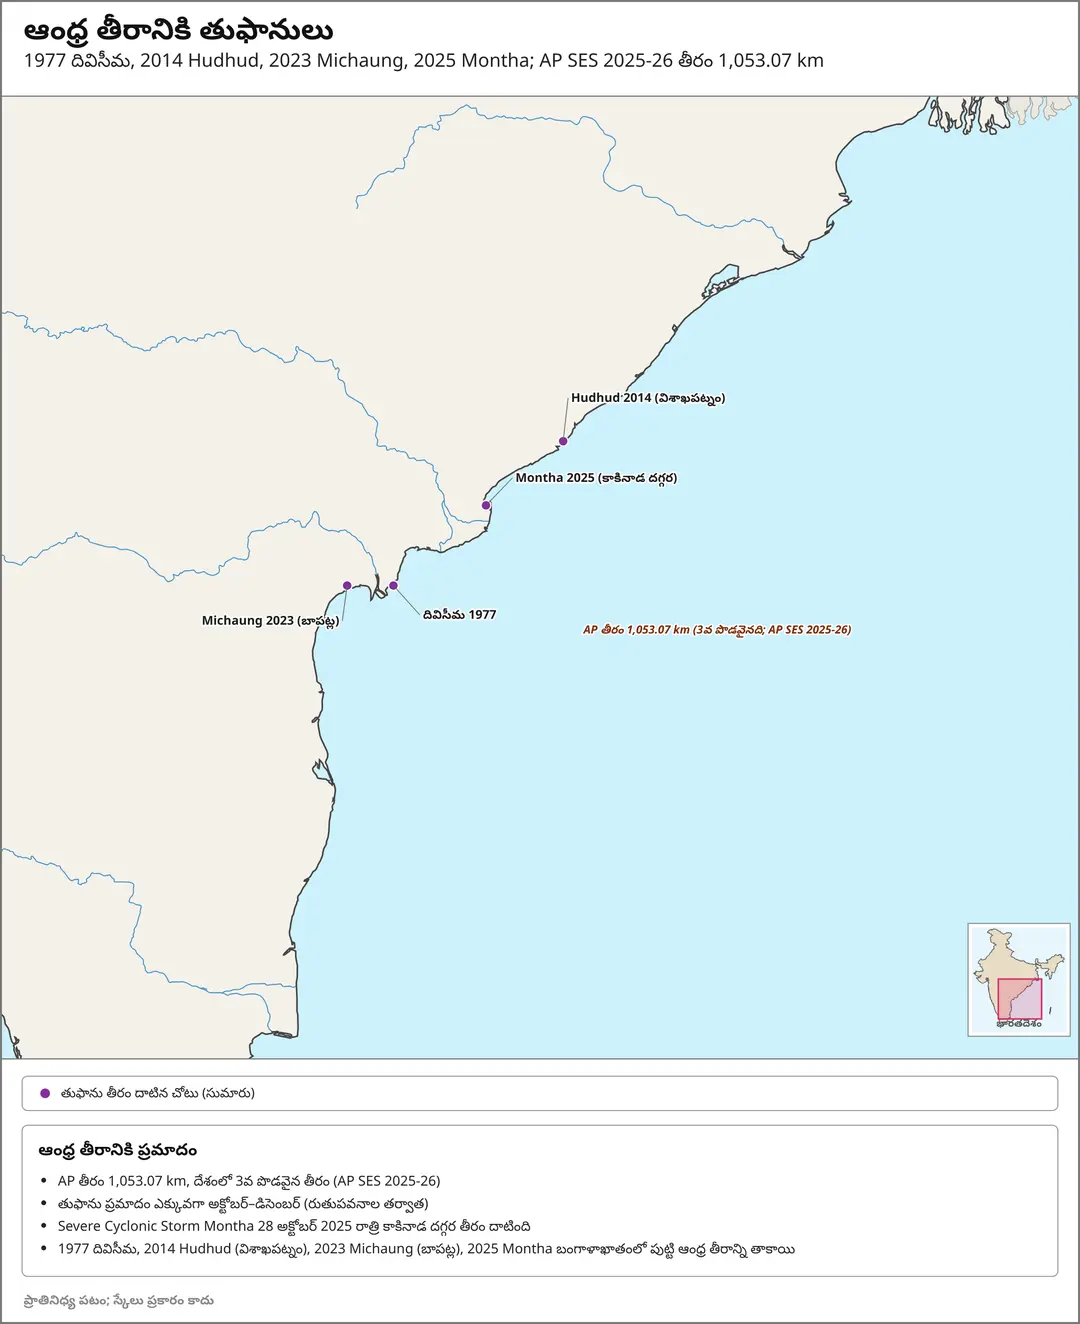 ఆంధ్ర తీరానికి తుఫానులు
1977 దివిసీమ, 2014 Hudhud, 2023 Michaung, 2025 Montha; AP SES 2025-26 తీరం 1,053.07 km
Hudhud 2014 (విశాఖపట్నం)
Montha 2025 (కాకినాడ దగ్గర)
దివిసీమ 1977
Michaung 2023 (బాపట్ల)
AP తీరం 1,053.07 km (3వ పొడవైనది; AP SES 2025-26)
భారతదేశం
తుఫాను తీరం దాటిన చోటు (సుమారు)
ఆంధ్ర తీరానికి ప్రమాదం
• AP తీరం 1,053.07 km, దేశంలో 3వ పొడవైన తీరం (AP SES 2025-26)
• తుఫాను ప్రమాదం ఎక్కువగా అక్టోబర్–డిసెంబర్ (రుతుపవనాల తర్వాత)
• Severe Cyclonic Storm Montha 28 అక్టోబర్ 2025 రాత్రి కాకినాడ దగ్గర తీరం దాటింది
• 1977 దివిసీమ, 2014 Hudhud (విశాఖపట్నం), 2023 Michaung (బాపట్ల), 2025 Montha బంగాళాఖాతంలో పుట్టి ఆంధ్ర తీరాన్ని తాకాయి
ప్రాతినిధ్య పటం; స్కేలు ప్రకారం కాదు